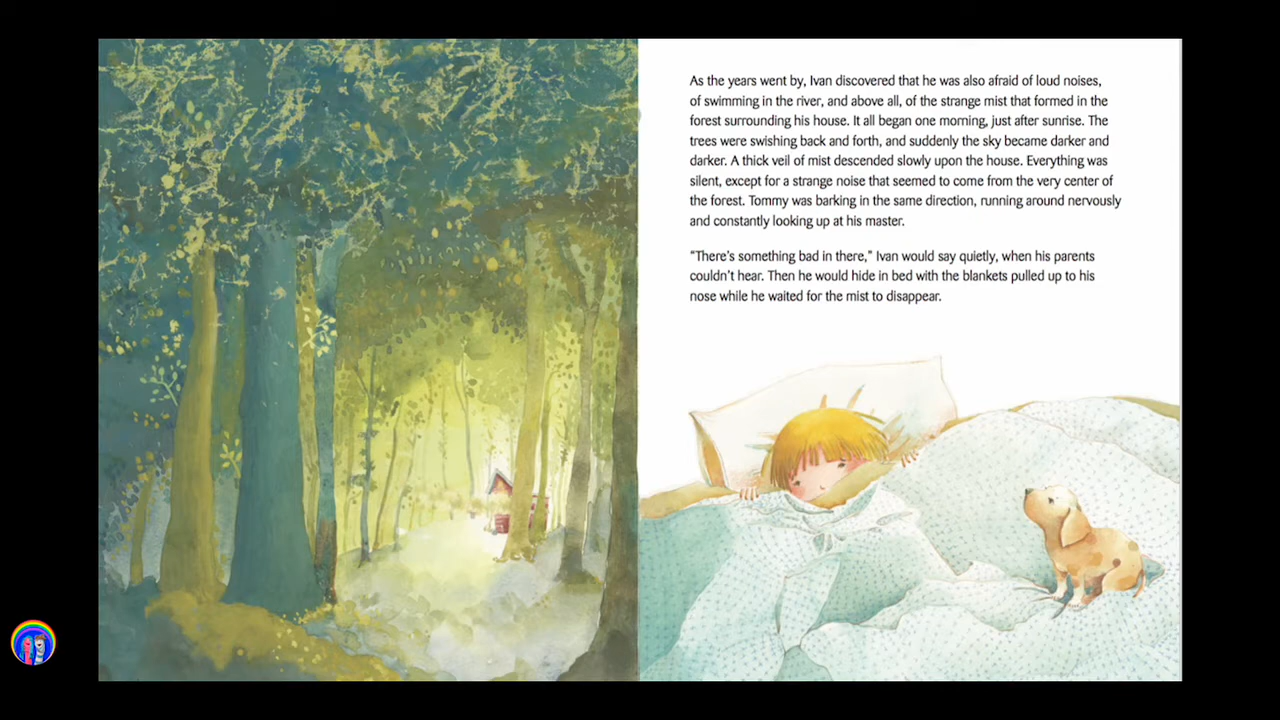 As the years went by, Ivan discovered that he was also afraid of loud noises,
of swimming in the river, and above all, of the strange mist that formed in the
forest surrounding his house. It all began one morning, just after sunrise. The
trees were swishing back and forth, and suddenly the sky became darker and
darker. A thick veil of mist descended slowly upon the house. Everything was
silent, except for a strange noise that seemed to come from the very center of
the forest. Tommy was barking in the same direction, running around nervously
and constantly looking up at his master.
"There's something bad in there," Ivan would say quietly, when his parents
couldn't hear. Then he would hide in bed with the blankets pulled up to his
nose while he waited for the mist to disappear.